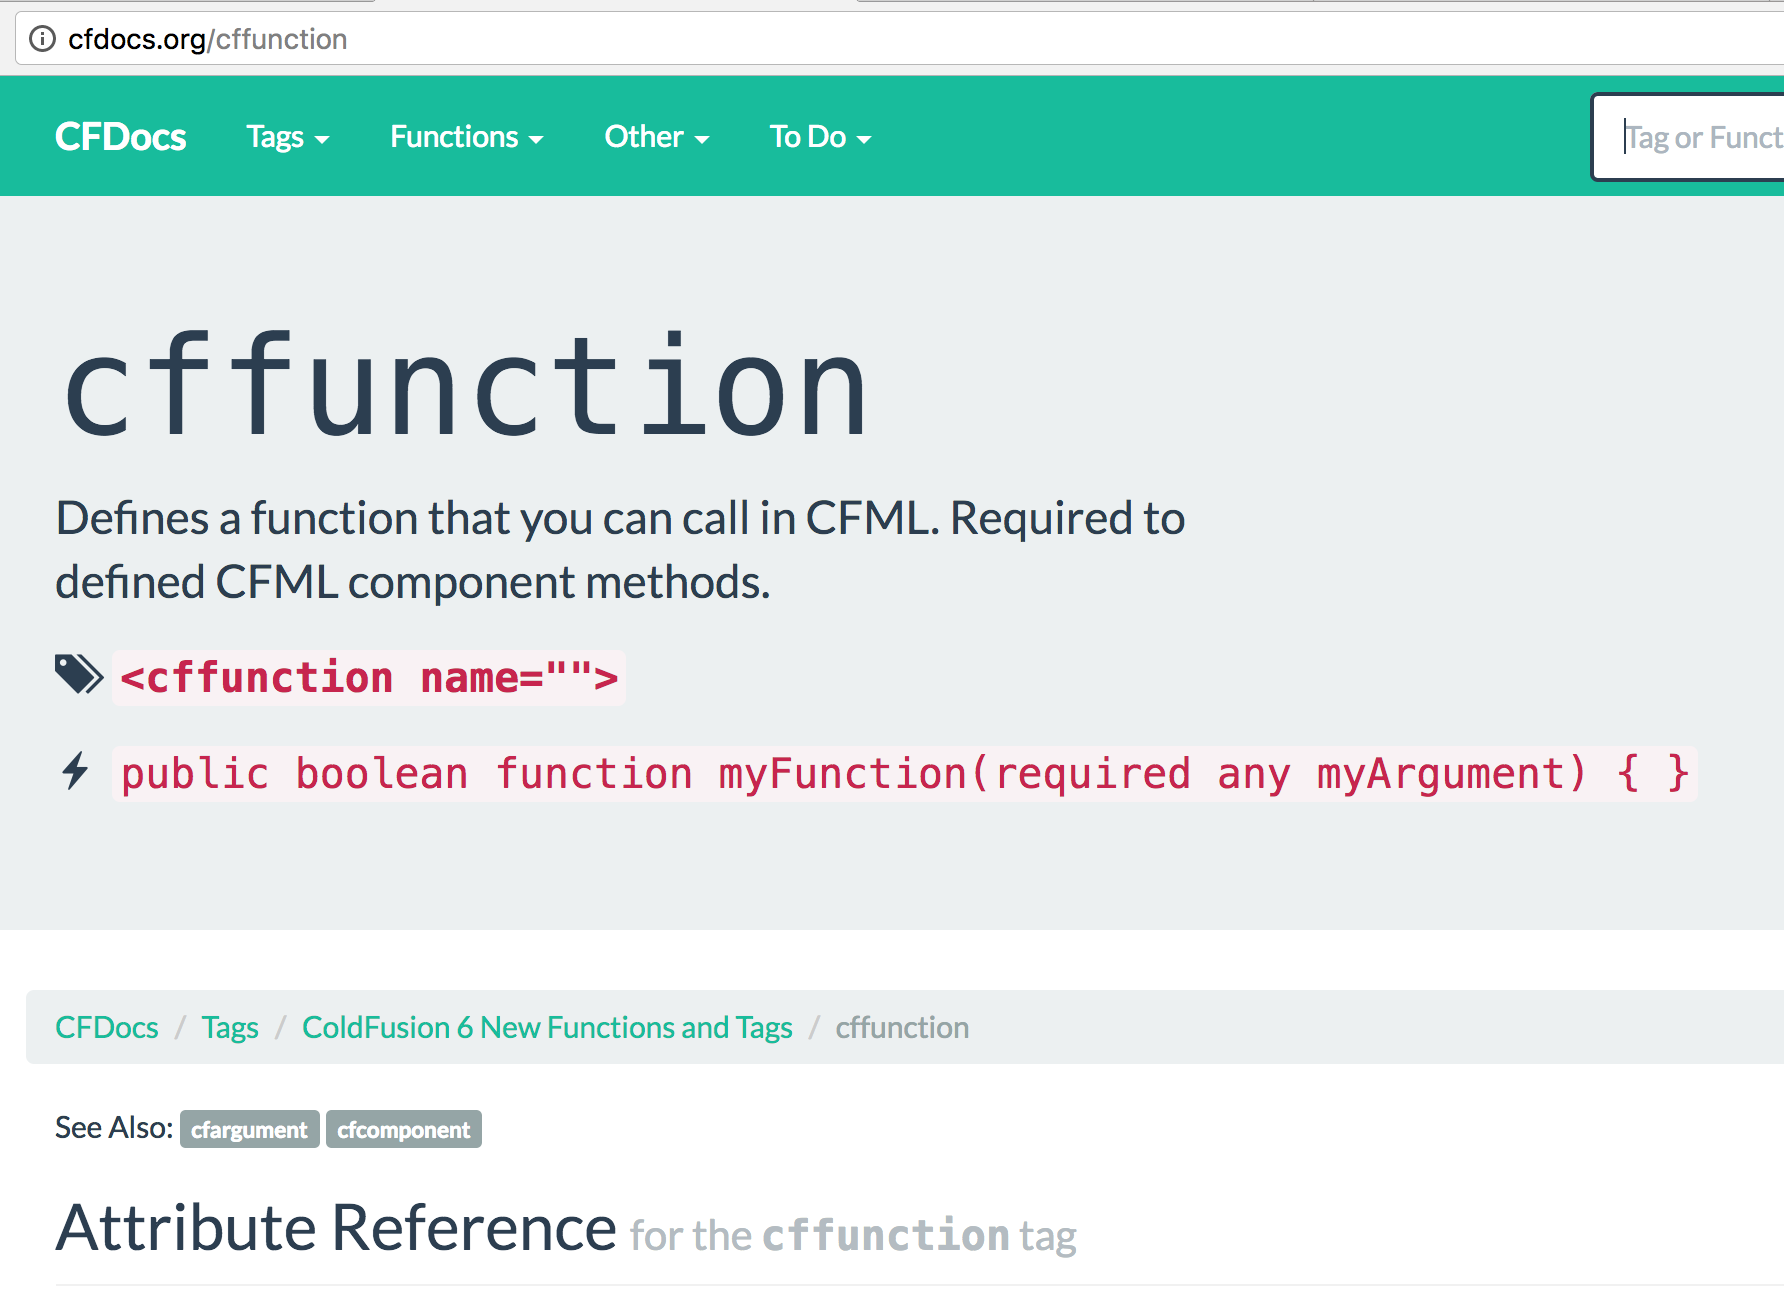 cfdocs.org/cffunction
CFDocs Tags Functions Other To Do Tag or Funct
cffunction
Defines a function that you can call in CFML. Required to
defined CFML component methods.
<cffunction name="">
public boolean function myFunction(required any myArgument) { }
CFDocs / Tags / ColdFusion 6 New Functions and Tags / cffunction
See Also: cfargument cfcomponent
Attribute Reference for the cffunction tag